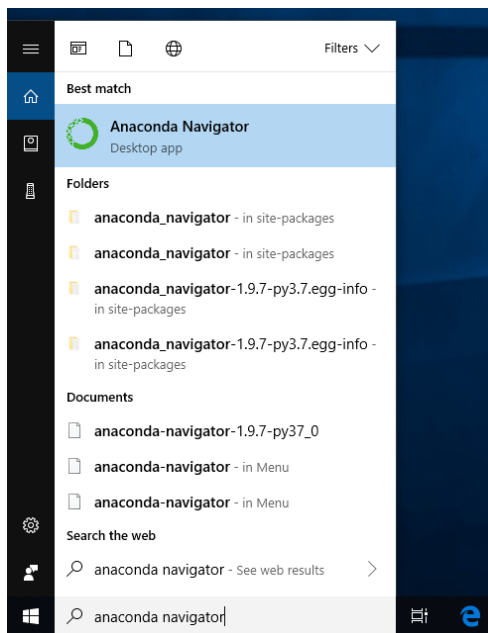 Filters
Best match
Anaconda Navigator
Desktop app
Folders
anaconda_navigator - in site-packages
anaconda_navigator - in site-packages
anaconda_navigator-1.9.7-py3.7.egg-info -
in site-packages
anaconda_navigator-1.9.7-py3.7.egg-info -
in site-packages
Documents
anaconda-navigator-1.9.7-py37_0
anaconda-navigator - in Menu
anaconda-navigator - in Menu
Search the web
anaconda navigator - See web results
anaconda navigator